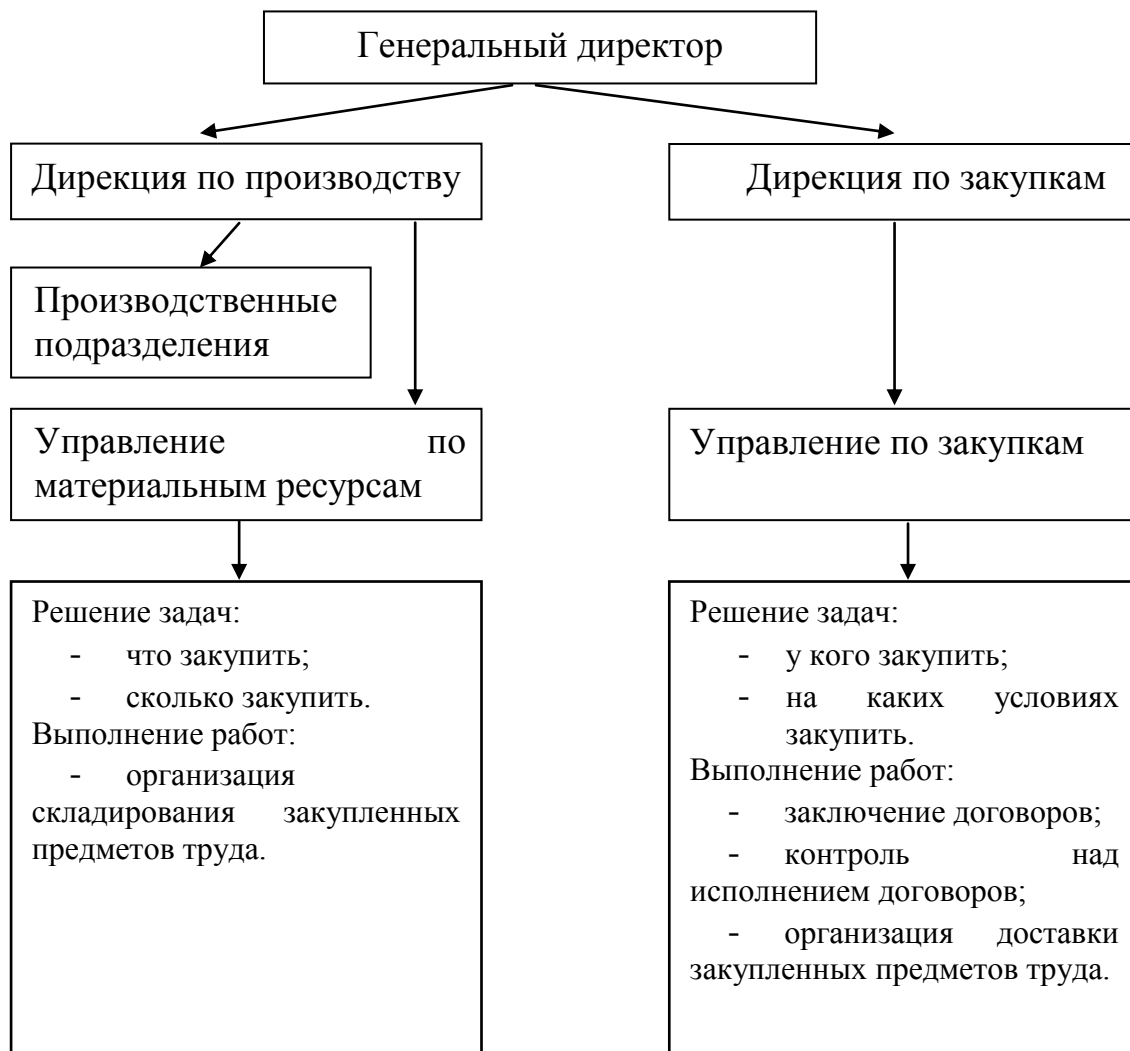 Генеральный директор
Дирекция по производству
Дирекция по закупкам
Производственные
подразделения
Управление по
материальным ресурсам
Управление по закупкам
Решение задач:
- что закупить;
- сколько закупить.
Выполнение работ:
- организация
складирования закупленных
предметов труда.
Решение задач:
- у кого закупить;
- на каких условиях
закупить.
Выполнение работ:
- заключение договоров;
- контроль над
исполнением договоров;
- организация доставки
закупленных предметов труда.